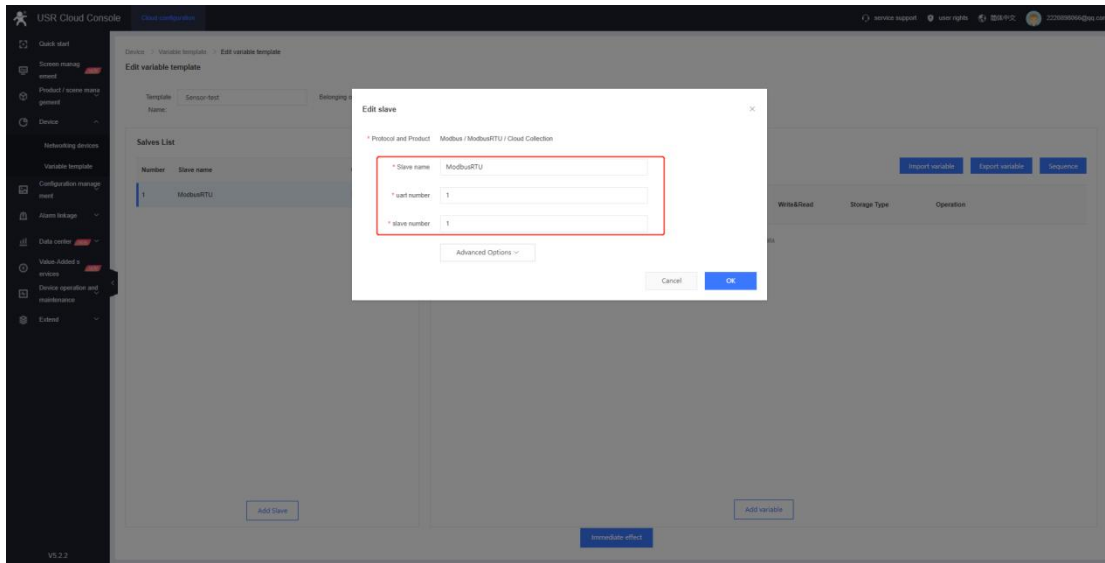 USR Cloud Console
Cloud configuration
service support
user rights
简体中文
Quick start
Screen manag
ement
Product / scene mana
gement
Device
Networking devices
Variable template
Configuration manage
ment
Alarm linkage
Data center
Value-Added s
ervices
Device operation and
maintenance
Extend
V5.2.2
Device > Variable template > Edit variable template
Edit variable template
Template
Name:
Sensor-test
Salves List
Number Slave name
1 ModbusRTU
Add Slave
Edit slave
* Protocol and Product Modbus / ModbusRTU / Cloud Collection
* Slave name ModbusRTU
* uart number 1
* slave number 1
Advanced Options
Cancel
OK
Import variable
Export variable
Sequence
Write&Read Storage Type Operation
Add variable
Immediate effect